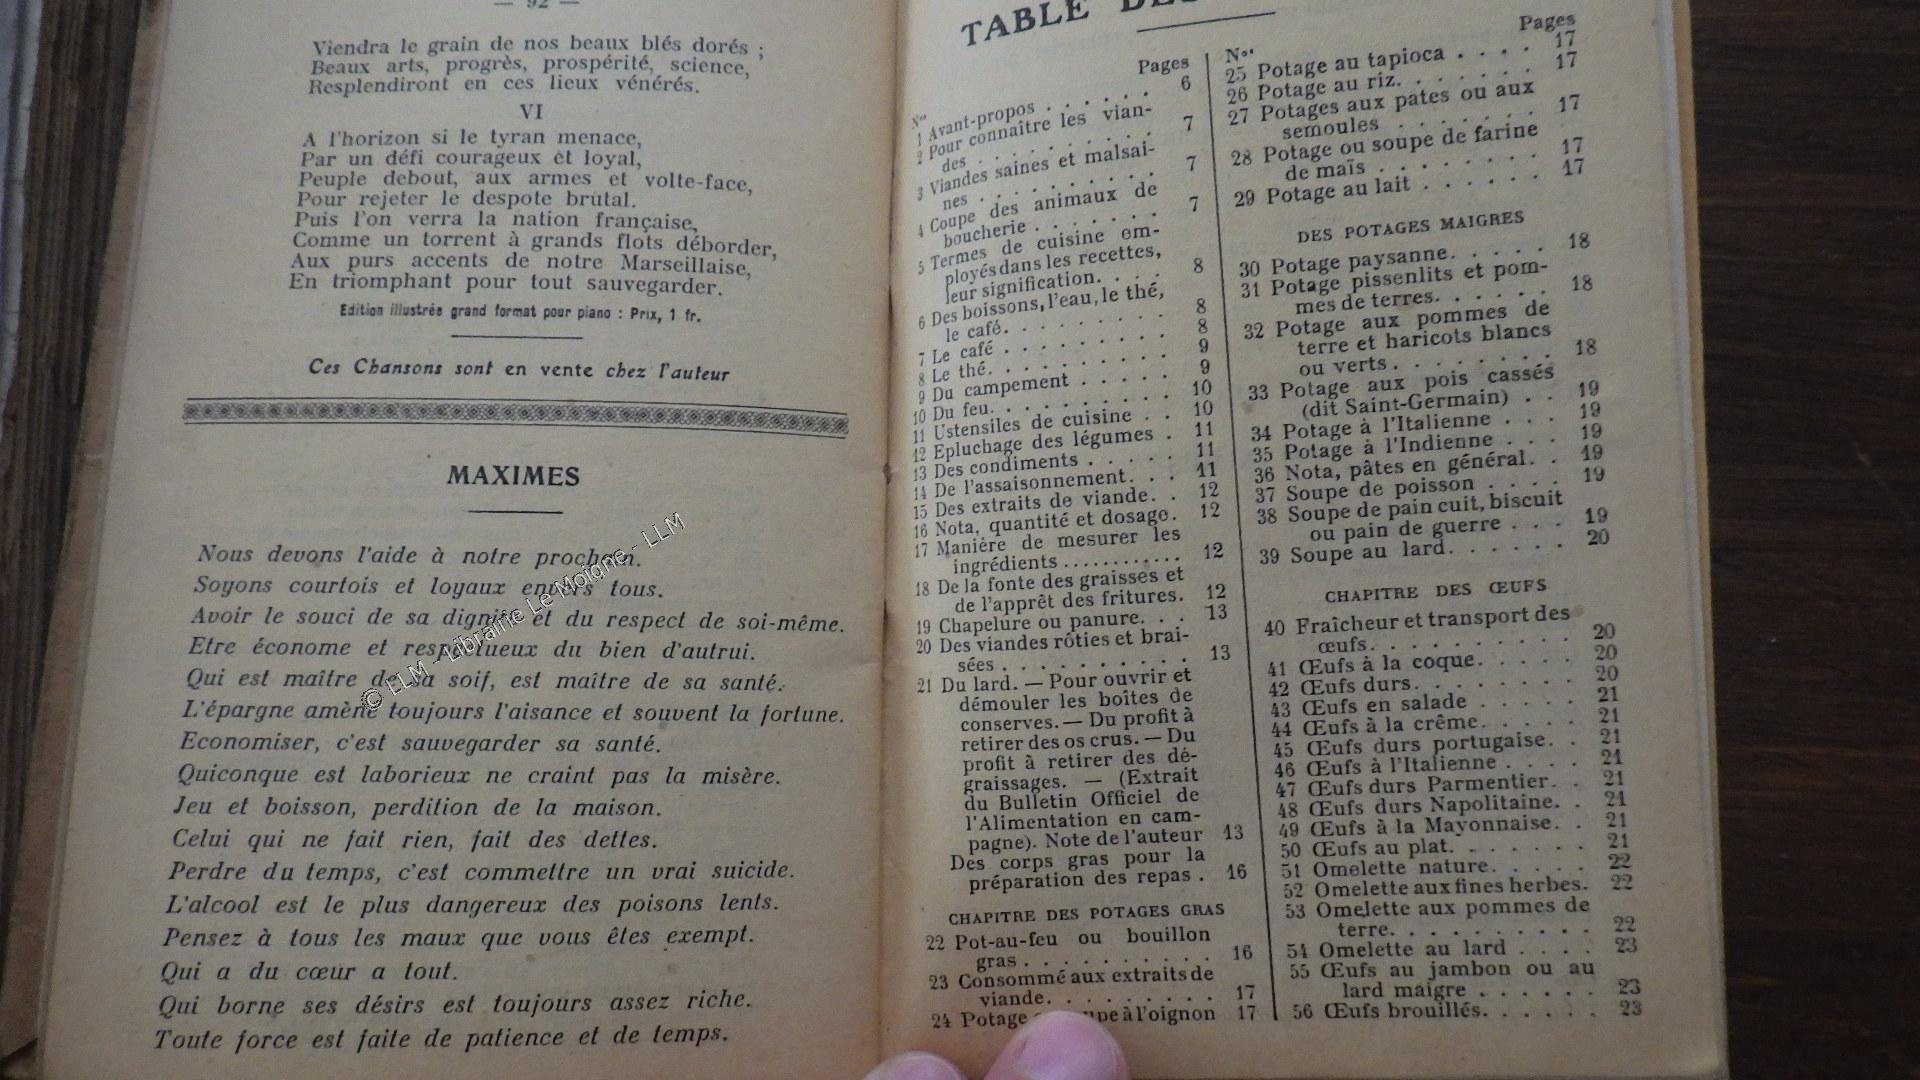 — 92 —
Viendra le grain de nos beaux blés dorés ;
Beaux arts, progrès, prospérité, science,
Resplendiront en ces lieux vénérés.
VI
A l'horizon si le tyran menace,
Par un défi courageux et loyal,
Peuple debout, aux armes et volte-face,
Pour rejeter le despote brutal.
Puis l'on verra la nation française,
Comme un torrent à grands flots déborder,
Aux purs accents de notre Marseillaise,
En triomphant pour tout sauvegarder.
Edition illustrée grand format pour piano : Prix, 1 fr.
Ces Chansons sont en vente chez l'auteur
MAXIMES
Nous devons l'aide à notre prochain.
Soyons courtois et loyaux envers tous.
Avoir le souci de sa dignité et du respect de soi-même.
Etre économe et respectueux du bien d'autrui.
Qui est maître de sa soif, est maître de sa santé.
L'épargne amène toujours l'aisance et souvent la fortune.
Economiser, c'est sauvegarder sa santé.
Quiconque est laborieux ne craint pas la misère.
Jeu et boisson, perdition de la maison.
Celui qui ne fait rien, fait des dettes.
Perdre du temps, c'est commettre un vrai suicide.
L'alcool est le plus dangereux des poisons lents.
Pensez à tous les maux que vous êtes exempt.
Qui a du cœur a tout.
Qui borne ses désirs est toujours assez riche.
Toute force est faite de patience et de temps.
© LLM - Librairie Le Moigne - LLM
TABLE DES
Nos Pages
1 Avant-propos . . . . . . 6
2 Pour connaître les vian-
des . . . . . . . . . 7
3 Viandes saines et malsai-
nes . . . . . . . . . 7
4 Coupe des animaux de
boucherie . . . . . . . 7
5 Termes de cuisine em-
ployés dans les recettes,
leur signification. . . . 8
6 Des boissons, l'eau, le thé,
le café. . . . . . . . . 8
7 Le café . . . . . . . . . 8
8 Le thé. . . . . . . . . . 9
9 Du campement . . . . . 9
10 Du feu. . . . . . . . . . 10
11 Ustensiles de cuisine . . 10
12 Epluchage des légumes . 11
13 Des condiments . . . . . 11
14 De l'assaisonnement. . . 11
15 Des extraits de viande. . 12
16 Nota, quantité et dosage. 12
17 Manière de mesurer les
ingrédients ............ 12
18 De la fonte des graisses et
de l'apprêt des fritures. 12
19 Chapelure ou panure. . . 13
20 Des viandes rôties et brai-
sées . . . . . . . . . . 13
21 Du lard. — Pour ouvrir et
démouler les boîtes de
conserves. — Du profit à
retirer des os crus. — Du
profit à retirer des dé-
graissages. — (Extrait
du Bulletin Officiel de
l'Alimentation en cam-
pagne). Note de l'auteur 13
Des corps gras pour la
préparation des repas . 16
CHAPITRE DES POTAGES GRAS
22 Pot-au-feu ou bouillon
gras . . . . . . . . . . 16
23 Consommé aux extraits de
viande. . . . . . . . . 17
24 Potage à l'oignon 17
Nos Pages
25 Potage au tapioca . . . . 17
26 Potage au riz. . . . . . . 17
27 Potages aux pates ou aux
semoules . . . . . . . 17
28 Potage ou soupe de farine
de maïs . . . . . . . . 17
29 Potage au lait . . . . . . 17
DES POTAGES MAIGRES
30 Potage paysanne. . . . . 18
31 Potage pissenlits et pom-
mes de terres. . . . . . 18
32 Potage aux pommes de
terre et haricots blancs
ou verts . . . . . . . . 18
33 Potage aux pois cassés
(dit Saint-Germain) . . 19
34 Potage à l'Italienne . . . 19
35 Potage à l'Indienne . . . 19
36 Nota, pâtes en général. . 19
37 Soupe de poisson . . . . 19
38 Soupe de pain cuit, biscuit
ou pain de guerre . . . 19
39 Soupe au lard. . . . . . 20
CHAPITRE DES ŒUFS
40 Fraîcheur et transport des
œufs. . . . . . . . . . 20
41 Œufs à la coque. . . . . 20
42 Œufs durs. . . . . . . . 20
43 Œufs en salade . . . . . 21
44 Œufs à la crême. . . . . 21
45 Œufs durs portugaise. . 21
46 Œufs à l'Italienne . . . . 21
47 Œufs durs Parmentier. . 21
48 Œufs durs Napolitaine. . 21
49 Œufs à la Mayonnaise. . 21
50 Œufs au plat. . . . . . . 21
51 Omelette nature. . . . . 22
52 Omelette aux fines herbes. 22
53 Omelette aux pommes de
terre. . . . . . . . . . 22
54 Omelette au lard . . . . 23
55 Œufs au jambon ou au
lard maigre . . . . . . 23
56 Œufs brouillés. . . . . . 23